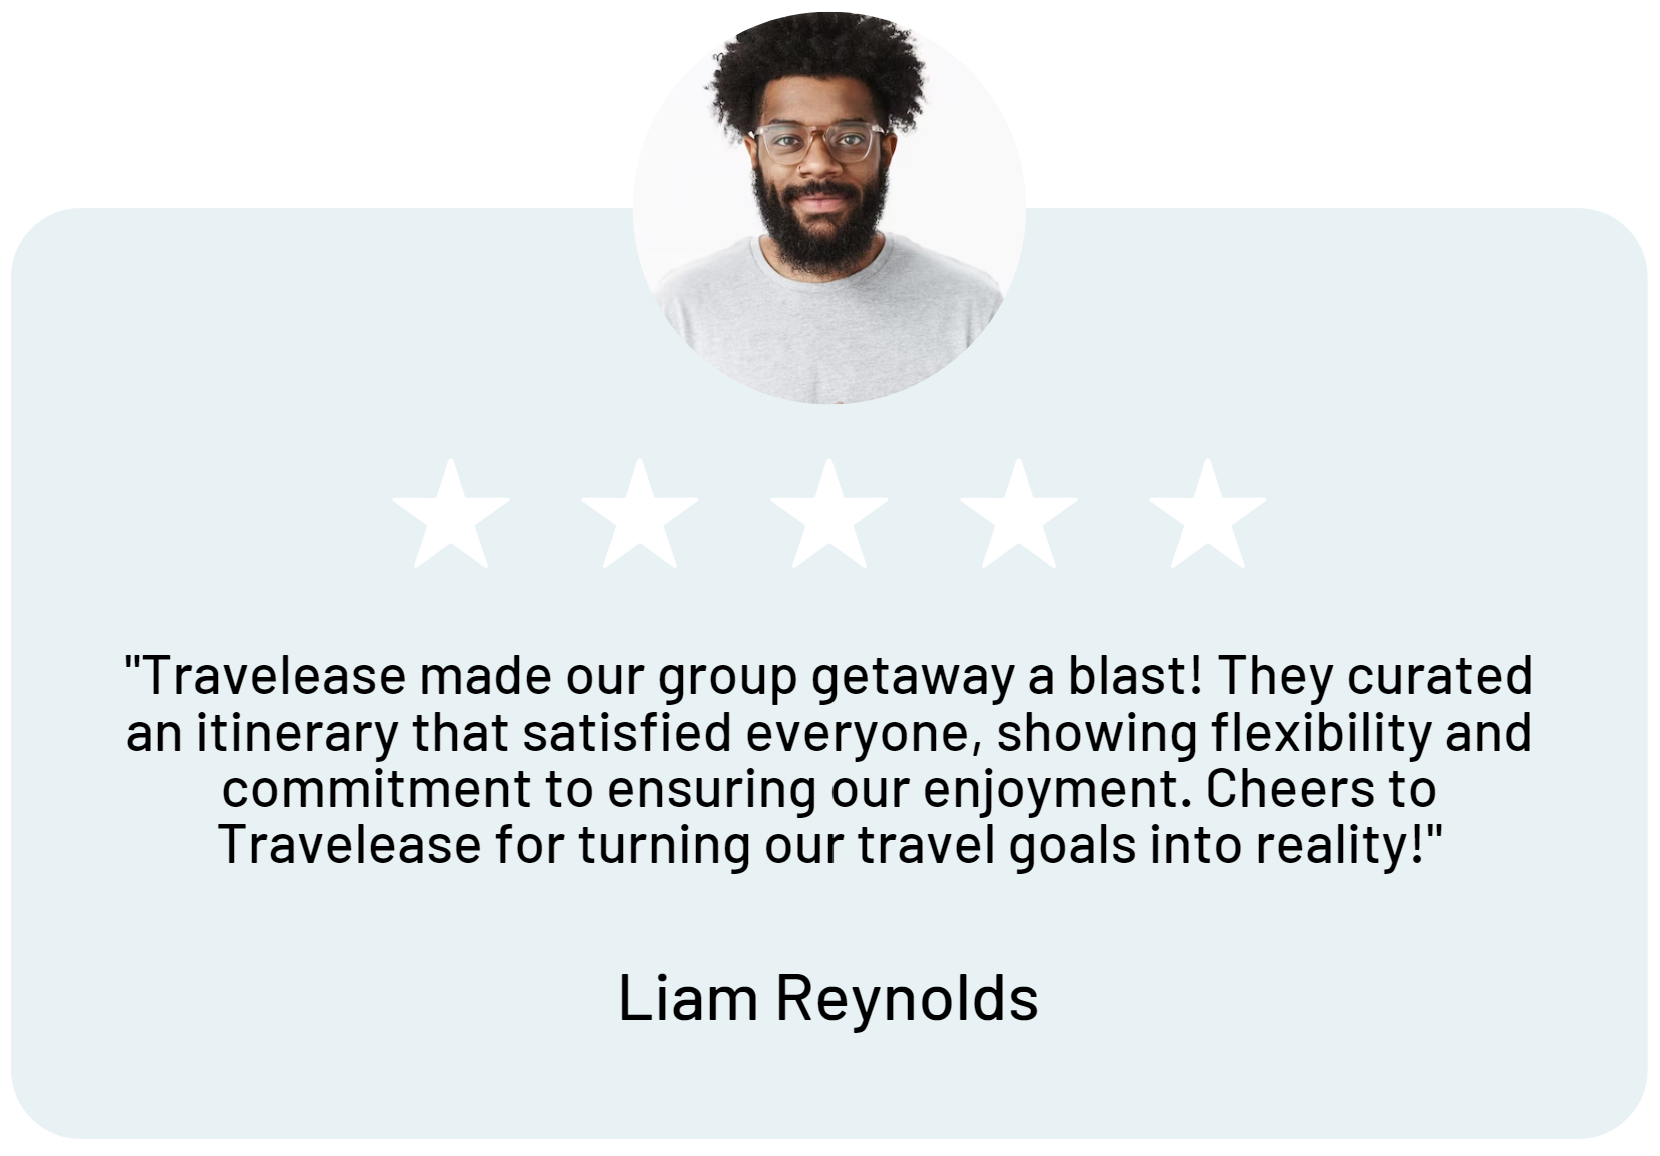 "Travelease made our group getaway a blast! They curated
an itinerary that satisfied everyone, showing flexibility and
commitment to ensuring our enjoyment. Cheers to
Travelease for turning our travel goals into reality!"
Liam Reynolds